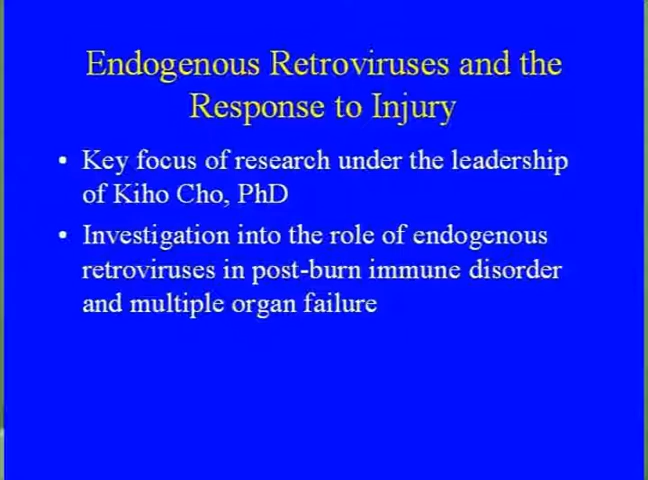 Endogenous Retroviruses and the
Response to Injury
• Key focus of research under the leadership
of Kiho Cho, PhD
• Investigation into the role of endogenous
retroviruses in post-burn immune disorder
and multiple organ failure